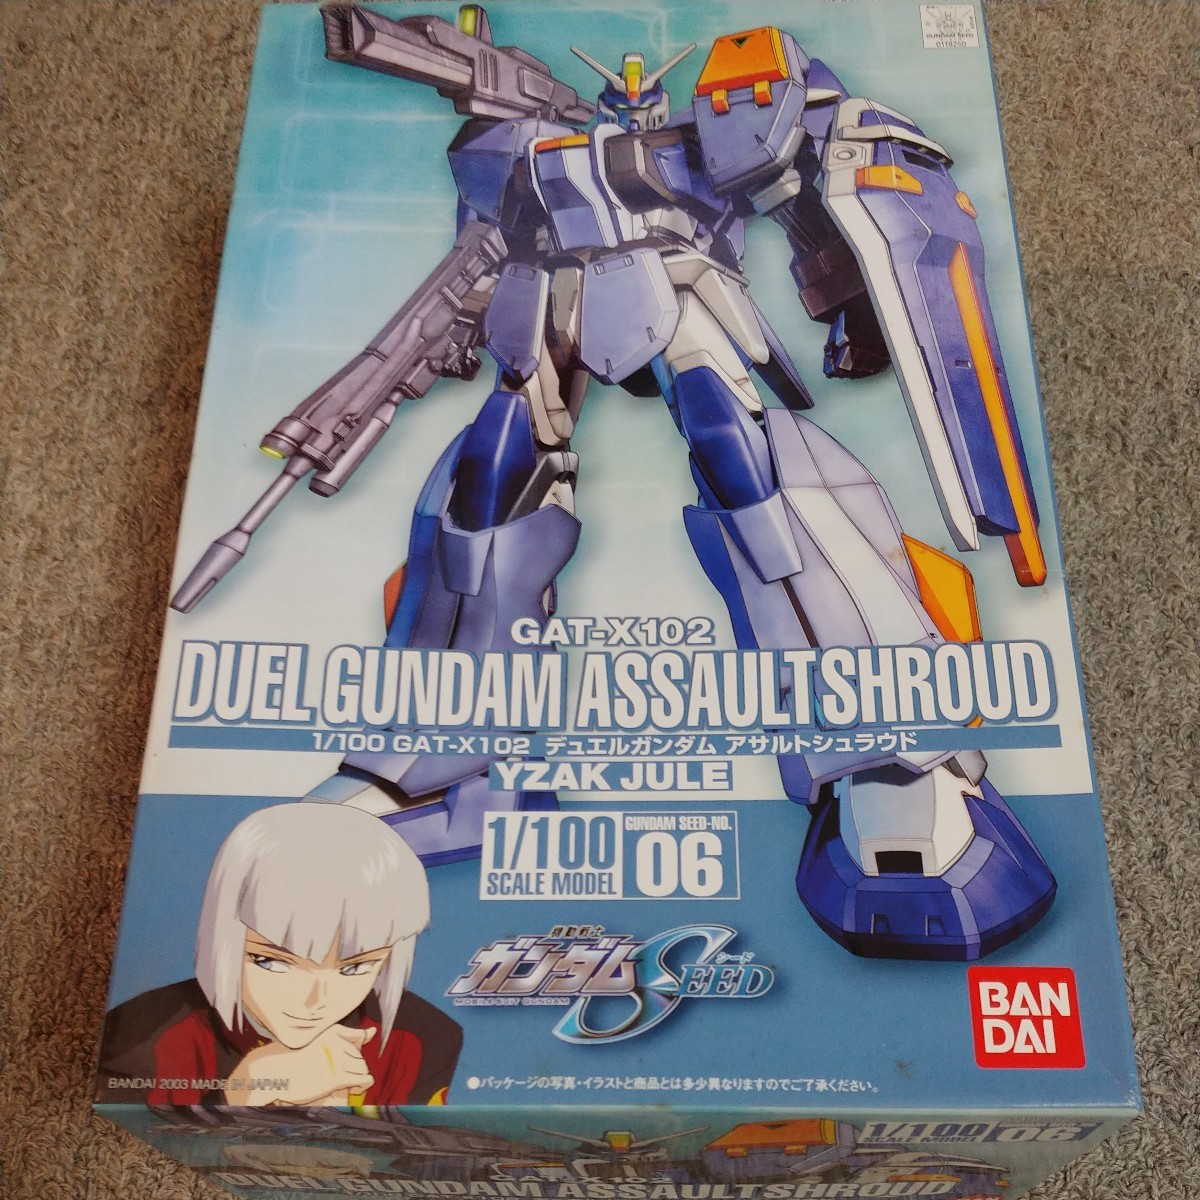 GUNDAM SEED
0119250
GAT-X102
DUEL GUNDAM ASSAULTSHROUD
1/100 GAT-X102 デュエルガンダム アサルトシュラウド
YZAK JULE
1/100
SCALE MODEL
GUNDAM SEED-NO.
06
機動戦士
ガンダムSEED
シード
MOBILE SUIT GUNDAM
BAN
DAI
BANDAI 2003 MADE IN JAPAN
●パッケージの写真・イラストと商品とは多少異なりますのでご了承ください。
1/100
SCALE MODEL
06
GAT-X102
DUEL GUNDAM ASSAULTSHROUD